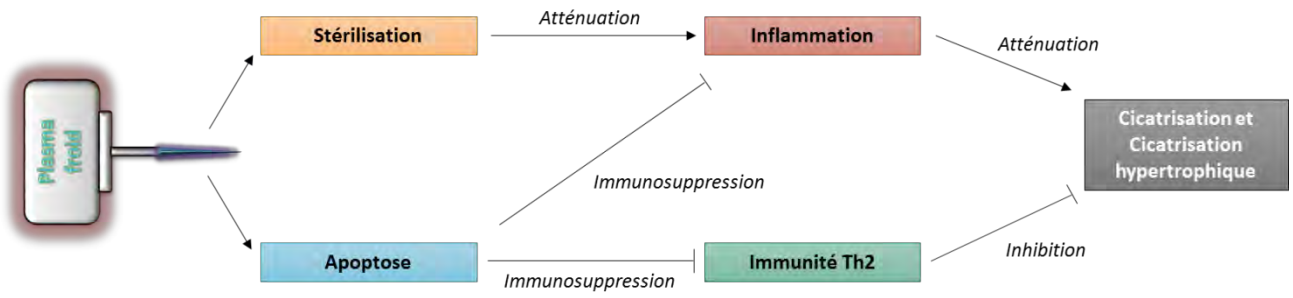 Plasma
froid
Stérilisation
Atténuation
Inflammation
Atténuation
Cicatrisation et
Cicatrisation
hypertrophique
Immunosuppression
Apoptose
Immunosuppression
Immunité Th2
Inhibition